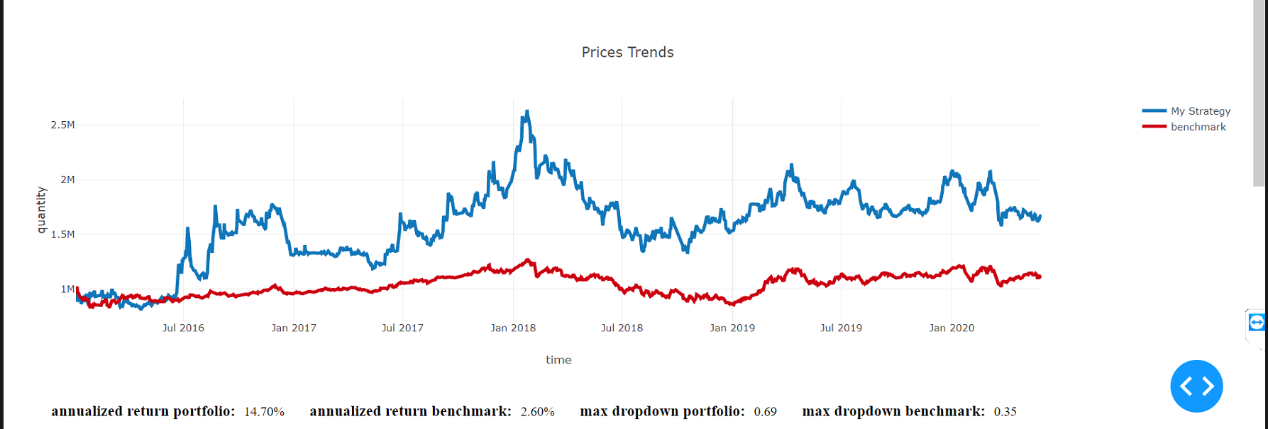 Prices Trends
My Strategy
benchmark
2.5M
2M
1.5M
1M
quantity
Jul 2016 Jan 2017 Jul 2017 Jan 2018 Jul 2018 Jan 2019 Jul 2019 Jan 2020
time
annualized return portfolio: 14.70% annualized return benchmark: 2.60% max dropdown portfolio: 0.69 max dropdown benchmark: 0.35